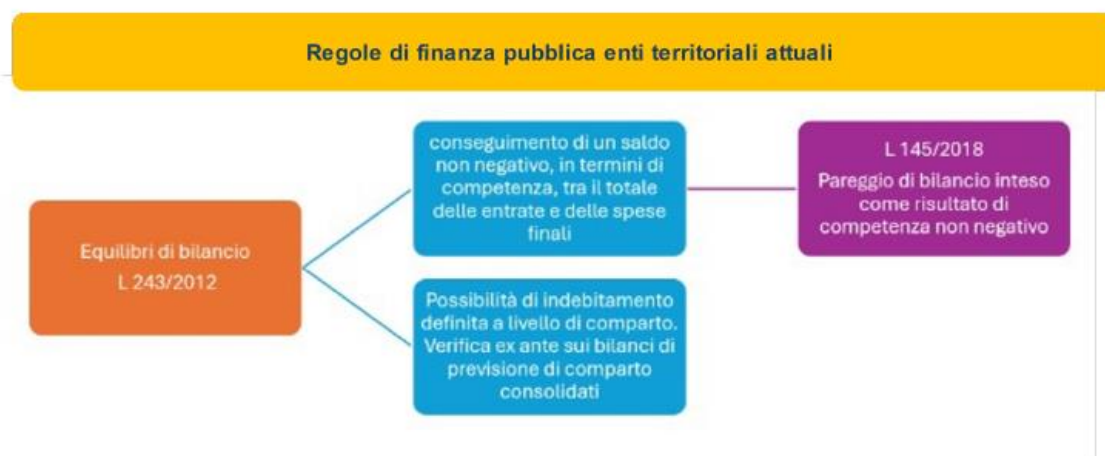 Regole di finanza pubblica enti territoriali attuali
Equilibri di bilancio
L 243/2012
conseguimento di un saldo
non negativo, in termini di
competenza, tra il totale
delle entrate e delle spese
finali
L 145/2018
Pareggio di bilancio inteso
come risultato di
competenza non negativo
Possibilità di indebitamento
definita a livello di comparto.
Verifica ex ante sui bilanci di
previsione di comparto
consolidati